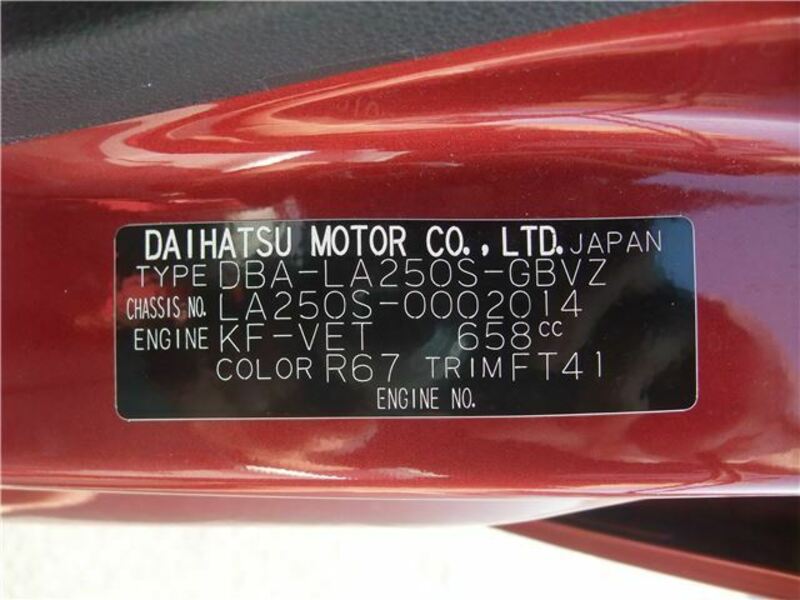 DAIHATSU MOTOR CO., LTD. JAPAN
TYPE DBA-LA250S-GBVZ
CHASSIS NO. LA250S-0002014
ENGINE KF-VET 658cc
COLOR R67 TRIM FT41
ENGINE NO.